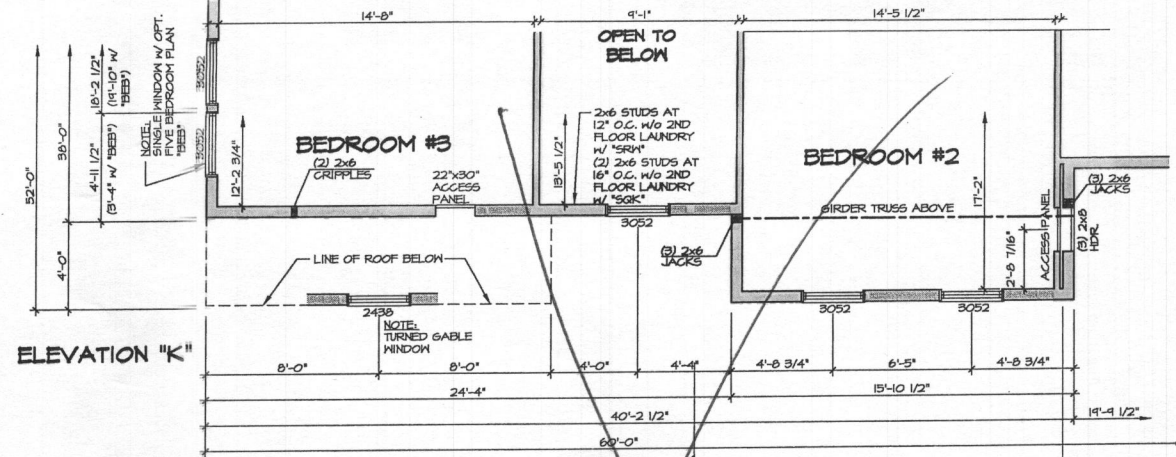 14'-8"
9'-1"
14'-5 1/2"
OPEN TO
BELOW
52'-0"
38'-0"
18'-2 1/2"
(19'-10" W/
"BEB")
4'-11 1/2"
(3'-4" W/ "BEB")
NOTE:
SINGLE WINDOW W/ OPT.
FIVE BEDROOM PLAN
"BEB"
3052
3052
12'-2 3/4"
BEDROOM #3
(2) 2x6
CRIPPLES
22"x30"
ACCESS
PANEL
13'-5 1/2"
2x6 STUDS AT
12" O.C. W/o 2ND
FLOOR LAUNDRY
W/ "SRW"
(2) 2x6 STUDS AT
16" O.C. W/o 2ND
FLOOR LAUNDRY
W/ "SQK"
3052
BEDROOM #2
17'-2"
GIRDER TRUSS ABOVE
(3) 2x6
JACKS
(3) 2x6
JACKS
(3) 2x8
HDR.
ACCESS PANEL
2'-8 7/16"
4'-0"
LINE OF ROOF BELOW
2438
NOTE:
TURNED GABLE
WINDOW
3052
3052
ELEVATION "K"
8'-0"
8'-0"
4'-0"
4'-4"
4'-8 3/4"
6'-5"
4'-8 3/4"
24'-4"
15'-10 1/2"
40'-2 1/2"
19'-9 1/2"
60'-0"